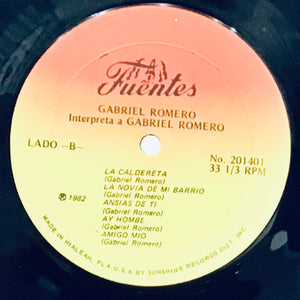 Fuentes
GABRIEL ROMERO
Interpreta a GABRIEL ROMERO
LADO -B-
No. 201401
33 1/3 RPM
LA CALDERETA
(Gabriel Romero)
LA NOVIA DE MI BARRIO
(Gabriel Romero)
ANSIAS DE TI
(Gabriel Romero)
AY HOMBE
(Gabriel Romero)
AMIGO MIO
(Gabriel Romero)
℗ 1982
MADE IN HIALEAH, FLA. U.S.A BY SUNSHINE RECORDS DIST. INC